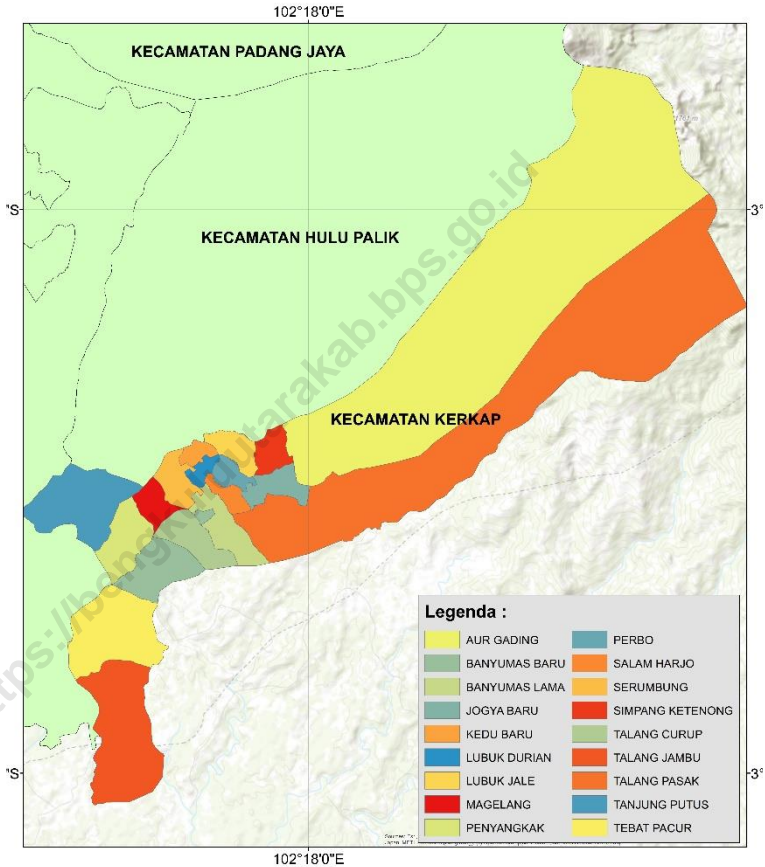 102°18'0"E
KECAMATAN PADANG JAYA
"S
3°
KECAMATAN HULU PALIK
KECAMATAN KERKAP
https://bengkuluutarakab.bps.go.id
Legenda :
AUR GADING
BANYUMAS BARU
BANYUMAS LAMA
JOGYA BARU
KEDU BARU
LUBUK DURIAN
LUBUK JALE
MAGELANG
PENYANGKAK
PERBO
SALAM HARJO
SERUMBUNG
SIMPANG KETENONG
TALANG CURUP
TALANG JAMBU
TALANG PASAK
TANJUNG PUTUS
TEBAT PACUR
"S
3°
102°18'0"E